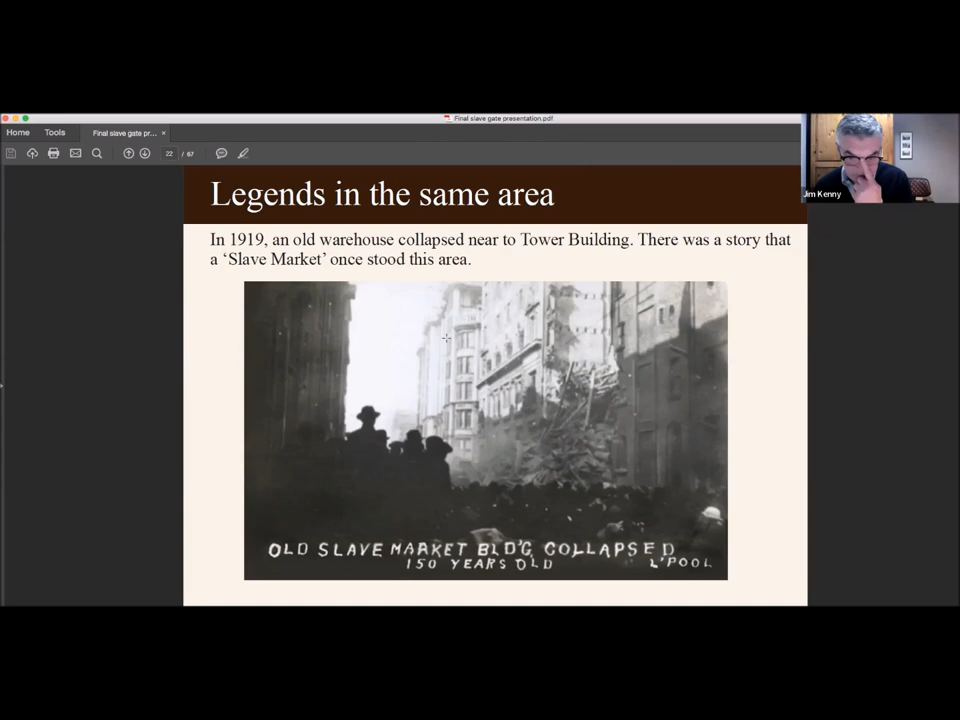 Final slave gate presentation.pdf
Home Tools Final slave gate pr... ×
22 / 67
Jim Kenny
Legends in the same area
In 1919, an old warehouse collapsed near to Tower Building. There was a story that
a ‘Slave Market’ once stood this area.
OLD SLAVE MARKET BLD'G, COLLAPSED
150 YEARS OLD L'POOL